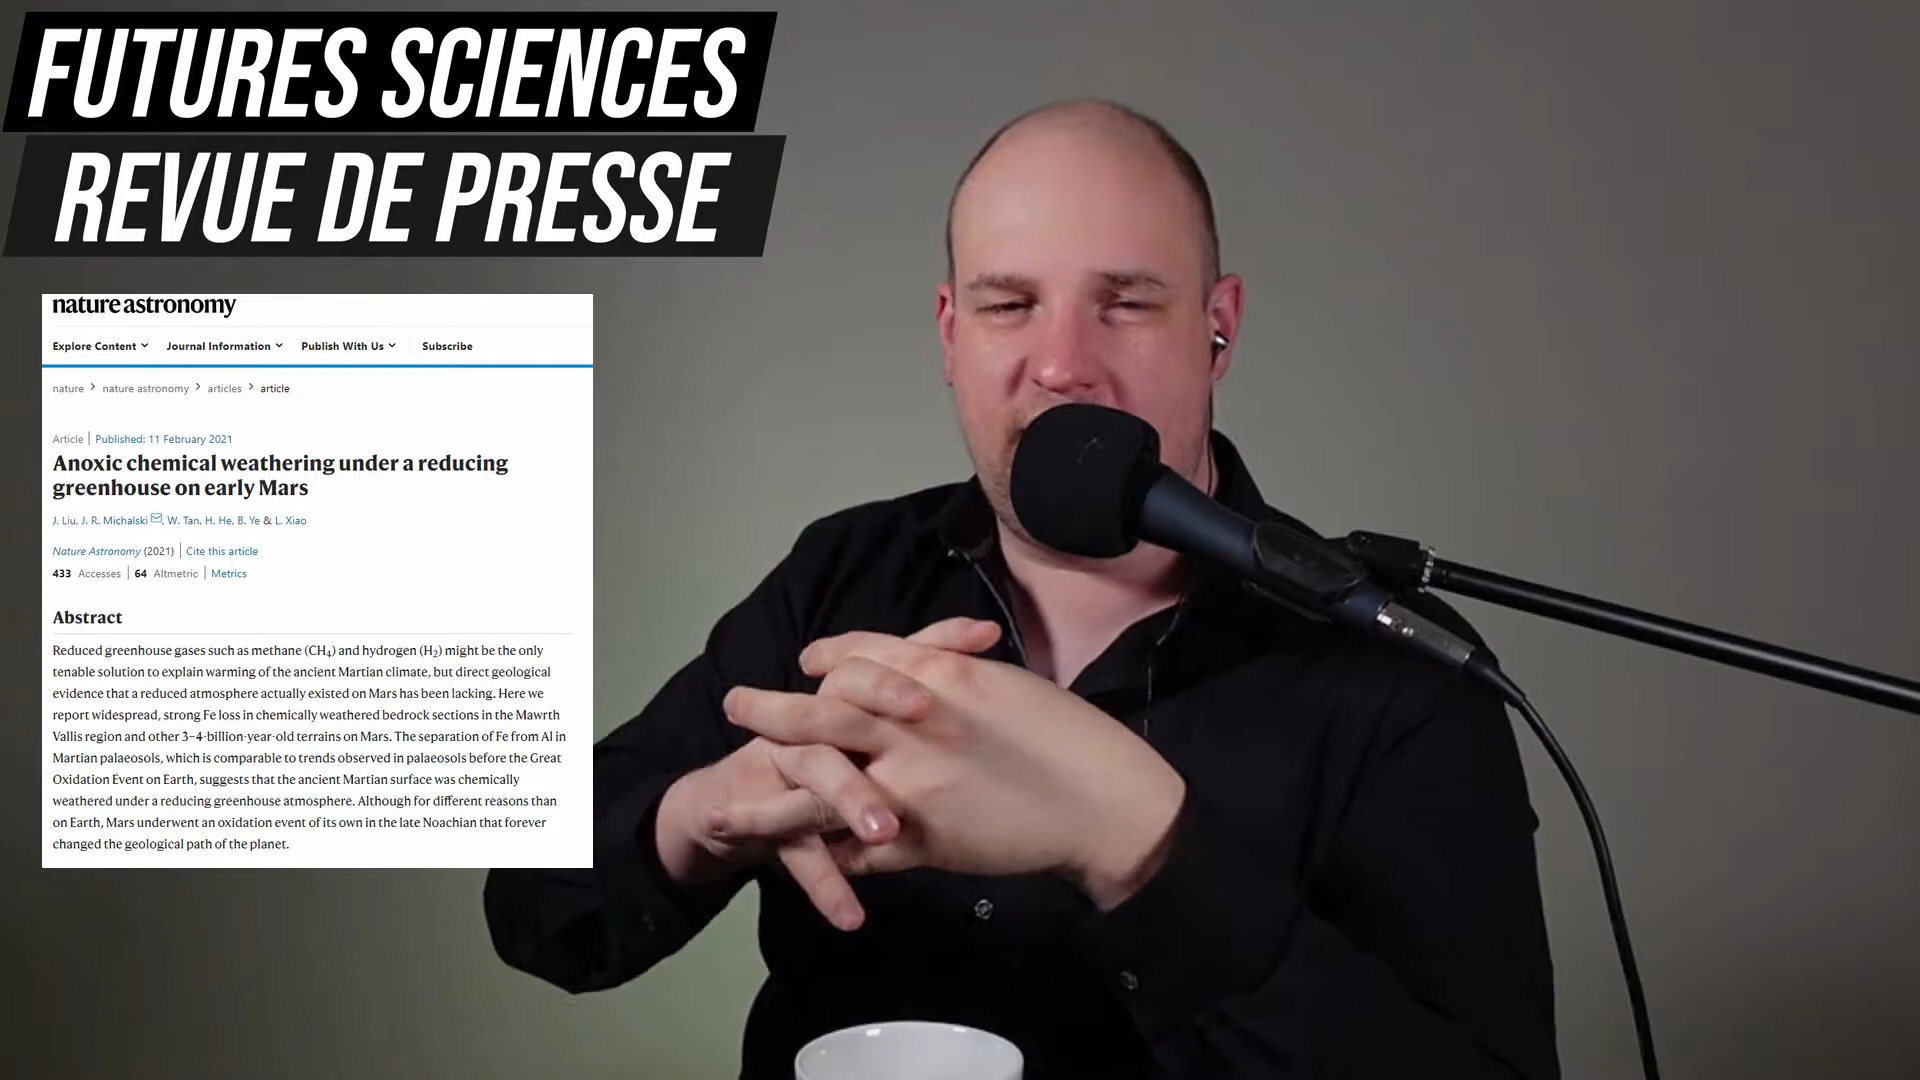 FUTURES SCIENCES
REVUE DE PRESSE
nature astronomy
Explore Content Journal Information Publish With Us Subscribe
nature > nature astronomy > articles > article
Article | Published: 11 February 2021
Anoxic chemical weathering under a reducing
greenhouse on early Mars
J. Liu, J. R. Michalski, W. Tan, H. He, B. Ye & L. Xiao
Nature Astronomy (2021) | Cite this article
433 Accesses | 64 Altmetric | Metrics
Abstract
Reduced greenhouse gases such as methane (CH₄) and hydrogen (H₂) might be the only
tenable solution to explain warming of the ancient Martian climate, but direct geological
evidence that a reduced atmosphere actually existed on Mars has been lacking. Here we
report widespread, strong Fe loss in chemically weathered bedrock sections in the Mawrth
Vallis region and other 3–4-billion-year-old terrains on Mars. The separation of Fe from Al in
Martian palaeosols, which is comparable to trends observed in palaeosols before the Great
Oxidation Event on Earth, suggests that the ancient Martian surface was chemically
weathered under a reducing greenhouse atmosphere. Although for different reasons than
on Earth, Mars underwent an oxidation event of its own in the late Noachian that forever
changed the geological path of the planet.